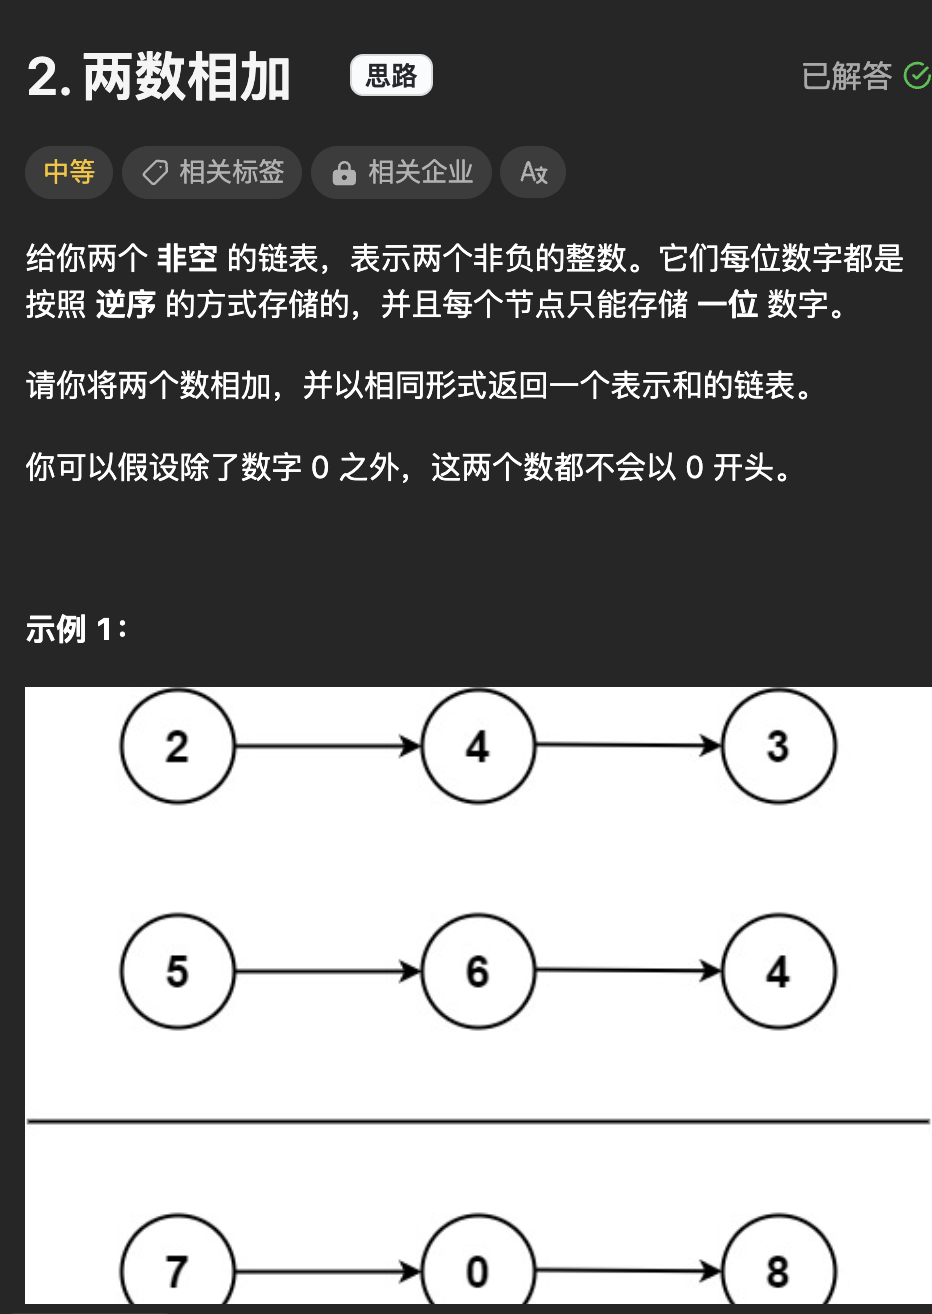 2. 两数相加 思路 已解答
中等 相关标签 相关企业 A文
给你两个 非空 的链表，表示两个非负的整数。它们每位数字都是
按照 逆序 的方式存储的，并且每个节点只能存储 一位 数字。
请你将两个数相加，并以相同形式返回一个表示和的链表。
你可以假设除了数字 0 之外，这两个数都不会以 0 开头。
示例 1：
2 4 3
5 6 4
7 0 8